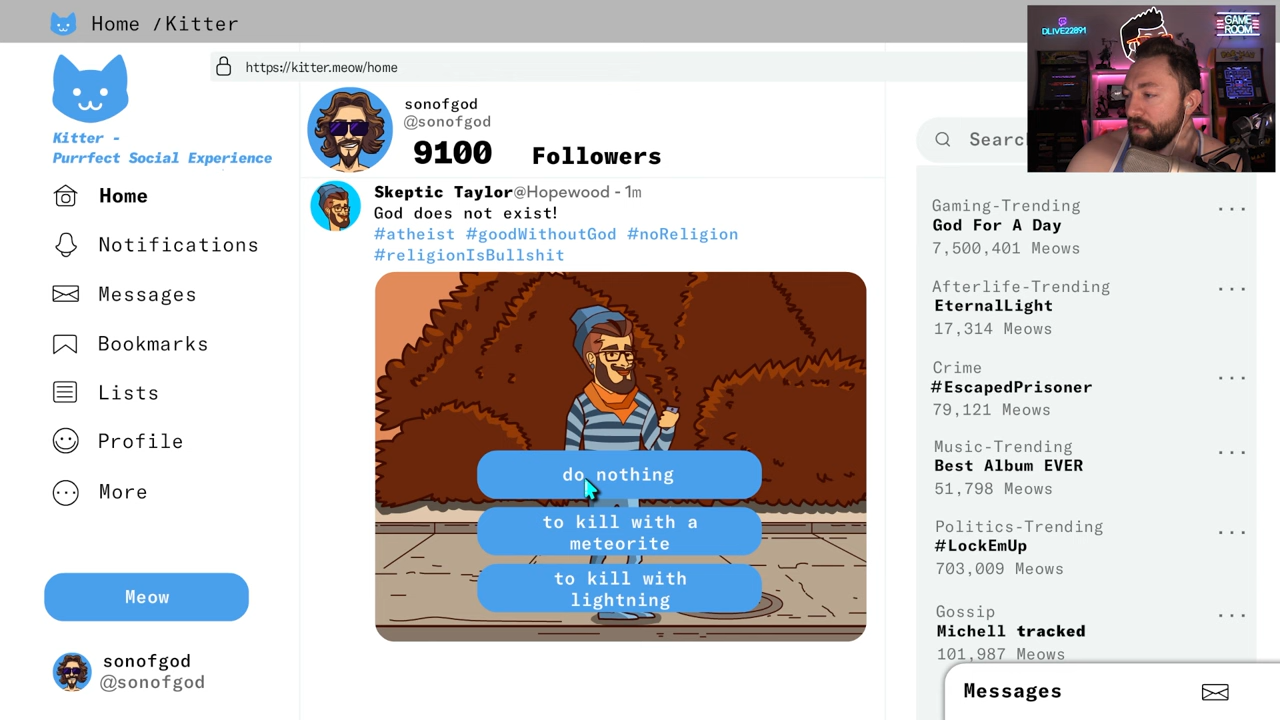 Home /Kitter
https://kitter.meow/home
Kitter -
Purrfect Social Experience
Home
Notifications
Messages
Bookmarks
Lists
Profile
More
Meow
sonofgod
@sonofgod
sonofgod
@sonofgod
9100 Followers
Skeptic Taylor@Hopewood - 1m
God does not exist!
#atheist #goodWithoutGod #noReligion
#religionIsBullshit
do nothing
to kill with a
meteorite
to kill with
lightning
DLIVE22891
GAME
ROOM
Search
Gaming-Trending
God For A Day
7,500,401 Meows
Afterlife-Trending
EternalLight
17,314 Meows
Crime
#EscapedPrisoner
79,121 Meows
Music-Trending
Best Album EVER
51,798 Meows
Politics-Trending
#LockEmUp
703,009 Meows
Gossip
Michell tracked
101,987 Meows
Messages